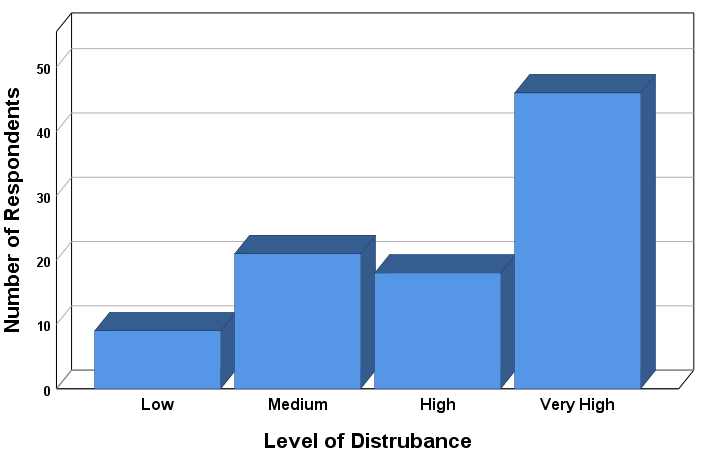 Number of Respondents
50
40
30
20
10
0
Low Medium High Very High
Level of Distrubance